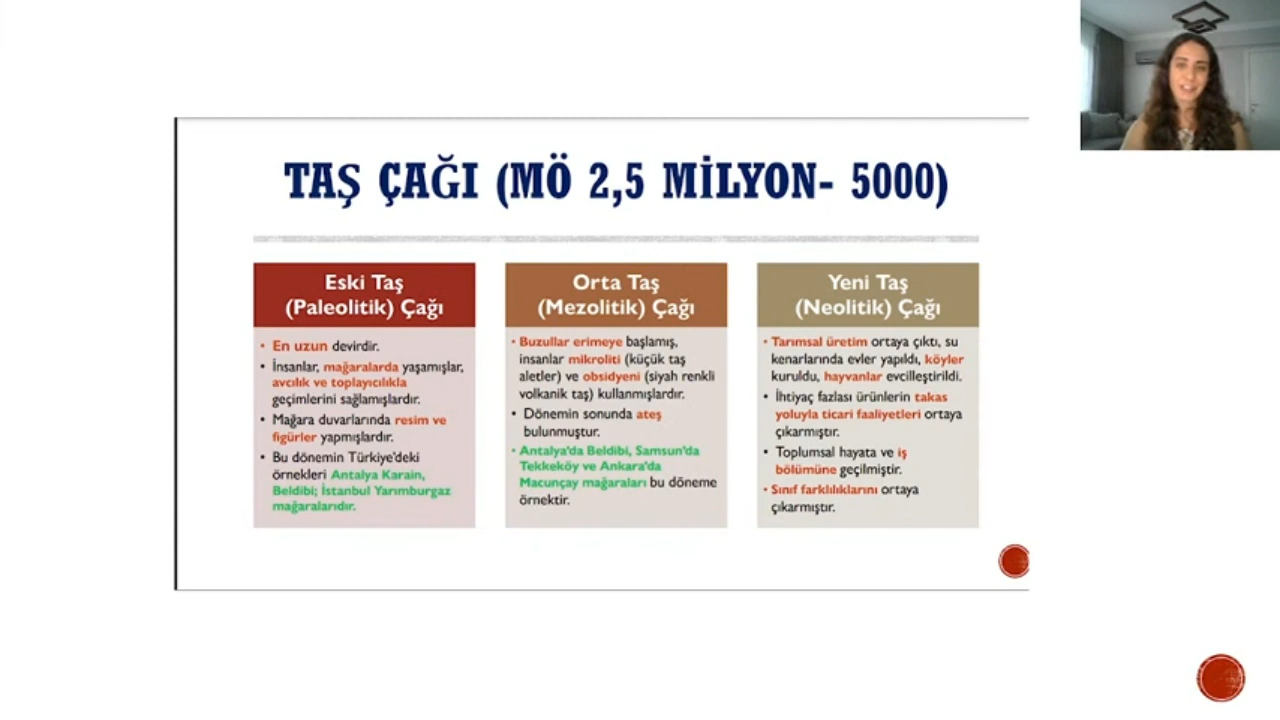 TAŞ ÇAĞI (MÖ 2,5 MİLYON- 5000)
Eski Taş
(Paleolitik) Çağı
• En uzun devirdir.
• İnsanlar, mağaralarda yaşamışlar,
avcılık ve toplayıcılıkla
geçimlerini sağlamışlardır.
• Mağara duvarlarında resim ve
figürler yapmışlardır.
• Bu dönemin Türkiye'deki
örnekleri Antalya Karain,
Beldibi; İstanbul Yarımburgaz
mağaralarıdır.
Orta Taş
(Mezolitik) Çağı
• Buzullar erimeye başlamış,
insanlar mikroliti (küçük taş
aletler) ve obsidyeni (siyah renkli
volkanik taş) kullanmışlardır.
• Dönemin sonunda ateş
bulunmuştur.
• Antalya'da Beldibi, Samsun'da
Tekkeköy ve Ankara'da
Macunçay mağaraları bu döneme
örnektir.
Yeni Taş
(Neolitik) Çağı
• Tarımsal üretim ortaya çıktı, su
kenarlarında evler yapıldı, köyler
kuruldu, hayvanlar evcilleştirildi.
• İhtiyaç fazlası ürünlerin takas
yoluyla ticari faaliyetleri ortaya
çıkarmıştır.
• Toplumsal hayata ve iş
bölümüne geçilmiştir.
• Sınıf farklılıklarını ortaya
çıkarmıştır.